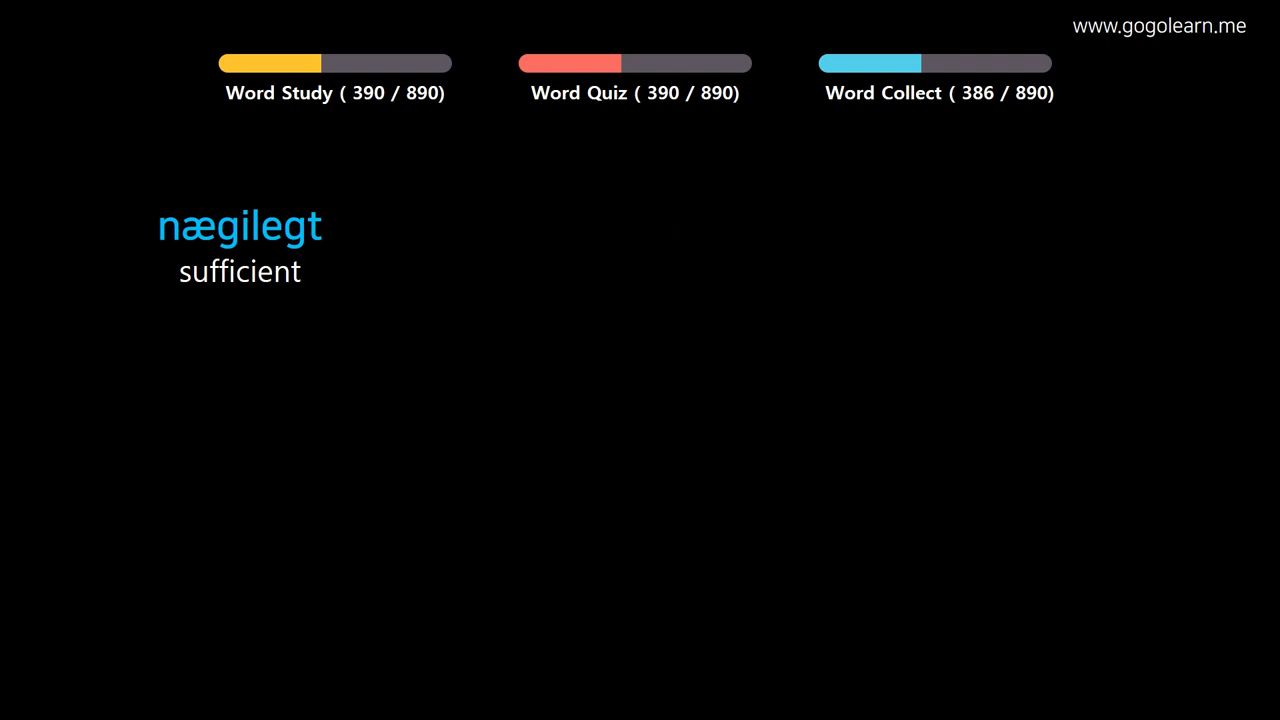 www.gogolearn.me
Word Study ( 390 / 890)
Word Quiz ( 390 / 890)
Word Collect ( 386 / 890)
nægilegt
sufficient